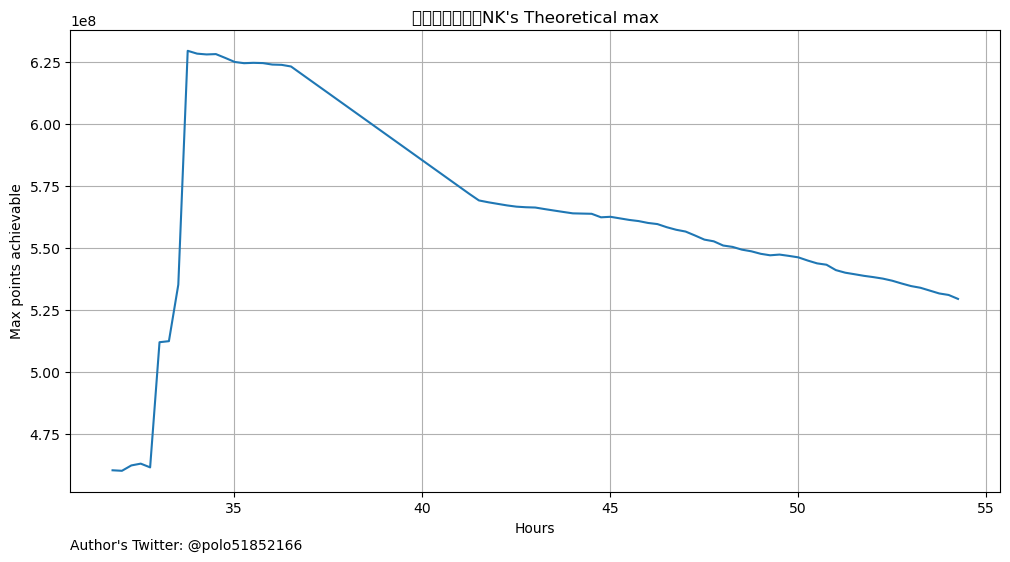 NK's Theoretical max
1e8
6.25
6.00
5.75
5.50
5.25
5.00
4.75
Max points achievable
35
40
45
50
55
Hours
Author's Twitter: @polo51852166